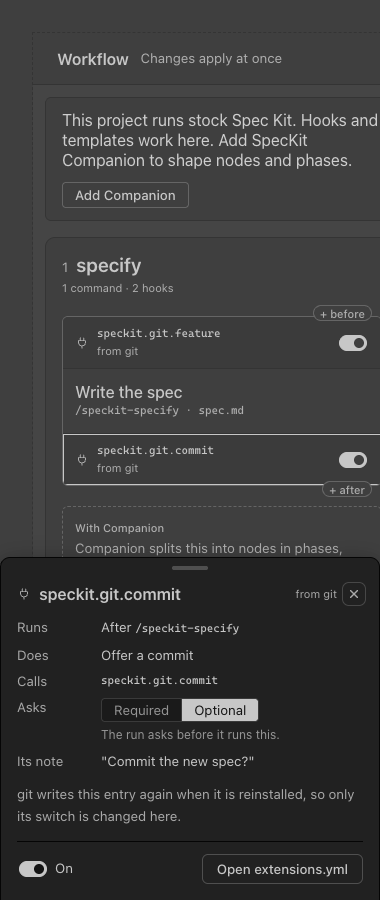 Workflow Changes apply at once
This project runs stock Spec Kit. Hooks and
templates work here. Add SpecKit
Companion to shape nodes and phases.
Add Companion
1 specify
1 command · 2 hooks
+ before
speckit.git.feature
from git
Write the spec
/speckit-specify · spec.md
speckit.git.commit
from git
+ after
With Companion
Companion splits this into nodes in phases,
speckit.git.commit from git
Runs After /speckit-specify
Does Offer a commit
Calls speckit.git.commit
Asks Required Optional
The run asks before it runs this.
Its note "Commit the new spec?"
git writes this entry again when it is reinstalled, so only
its switch is changed here.
On Open extensions.yml